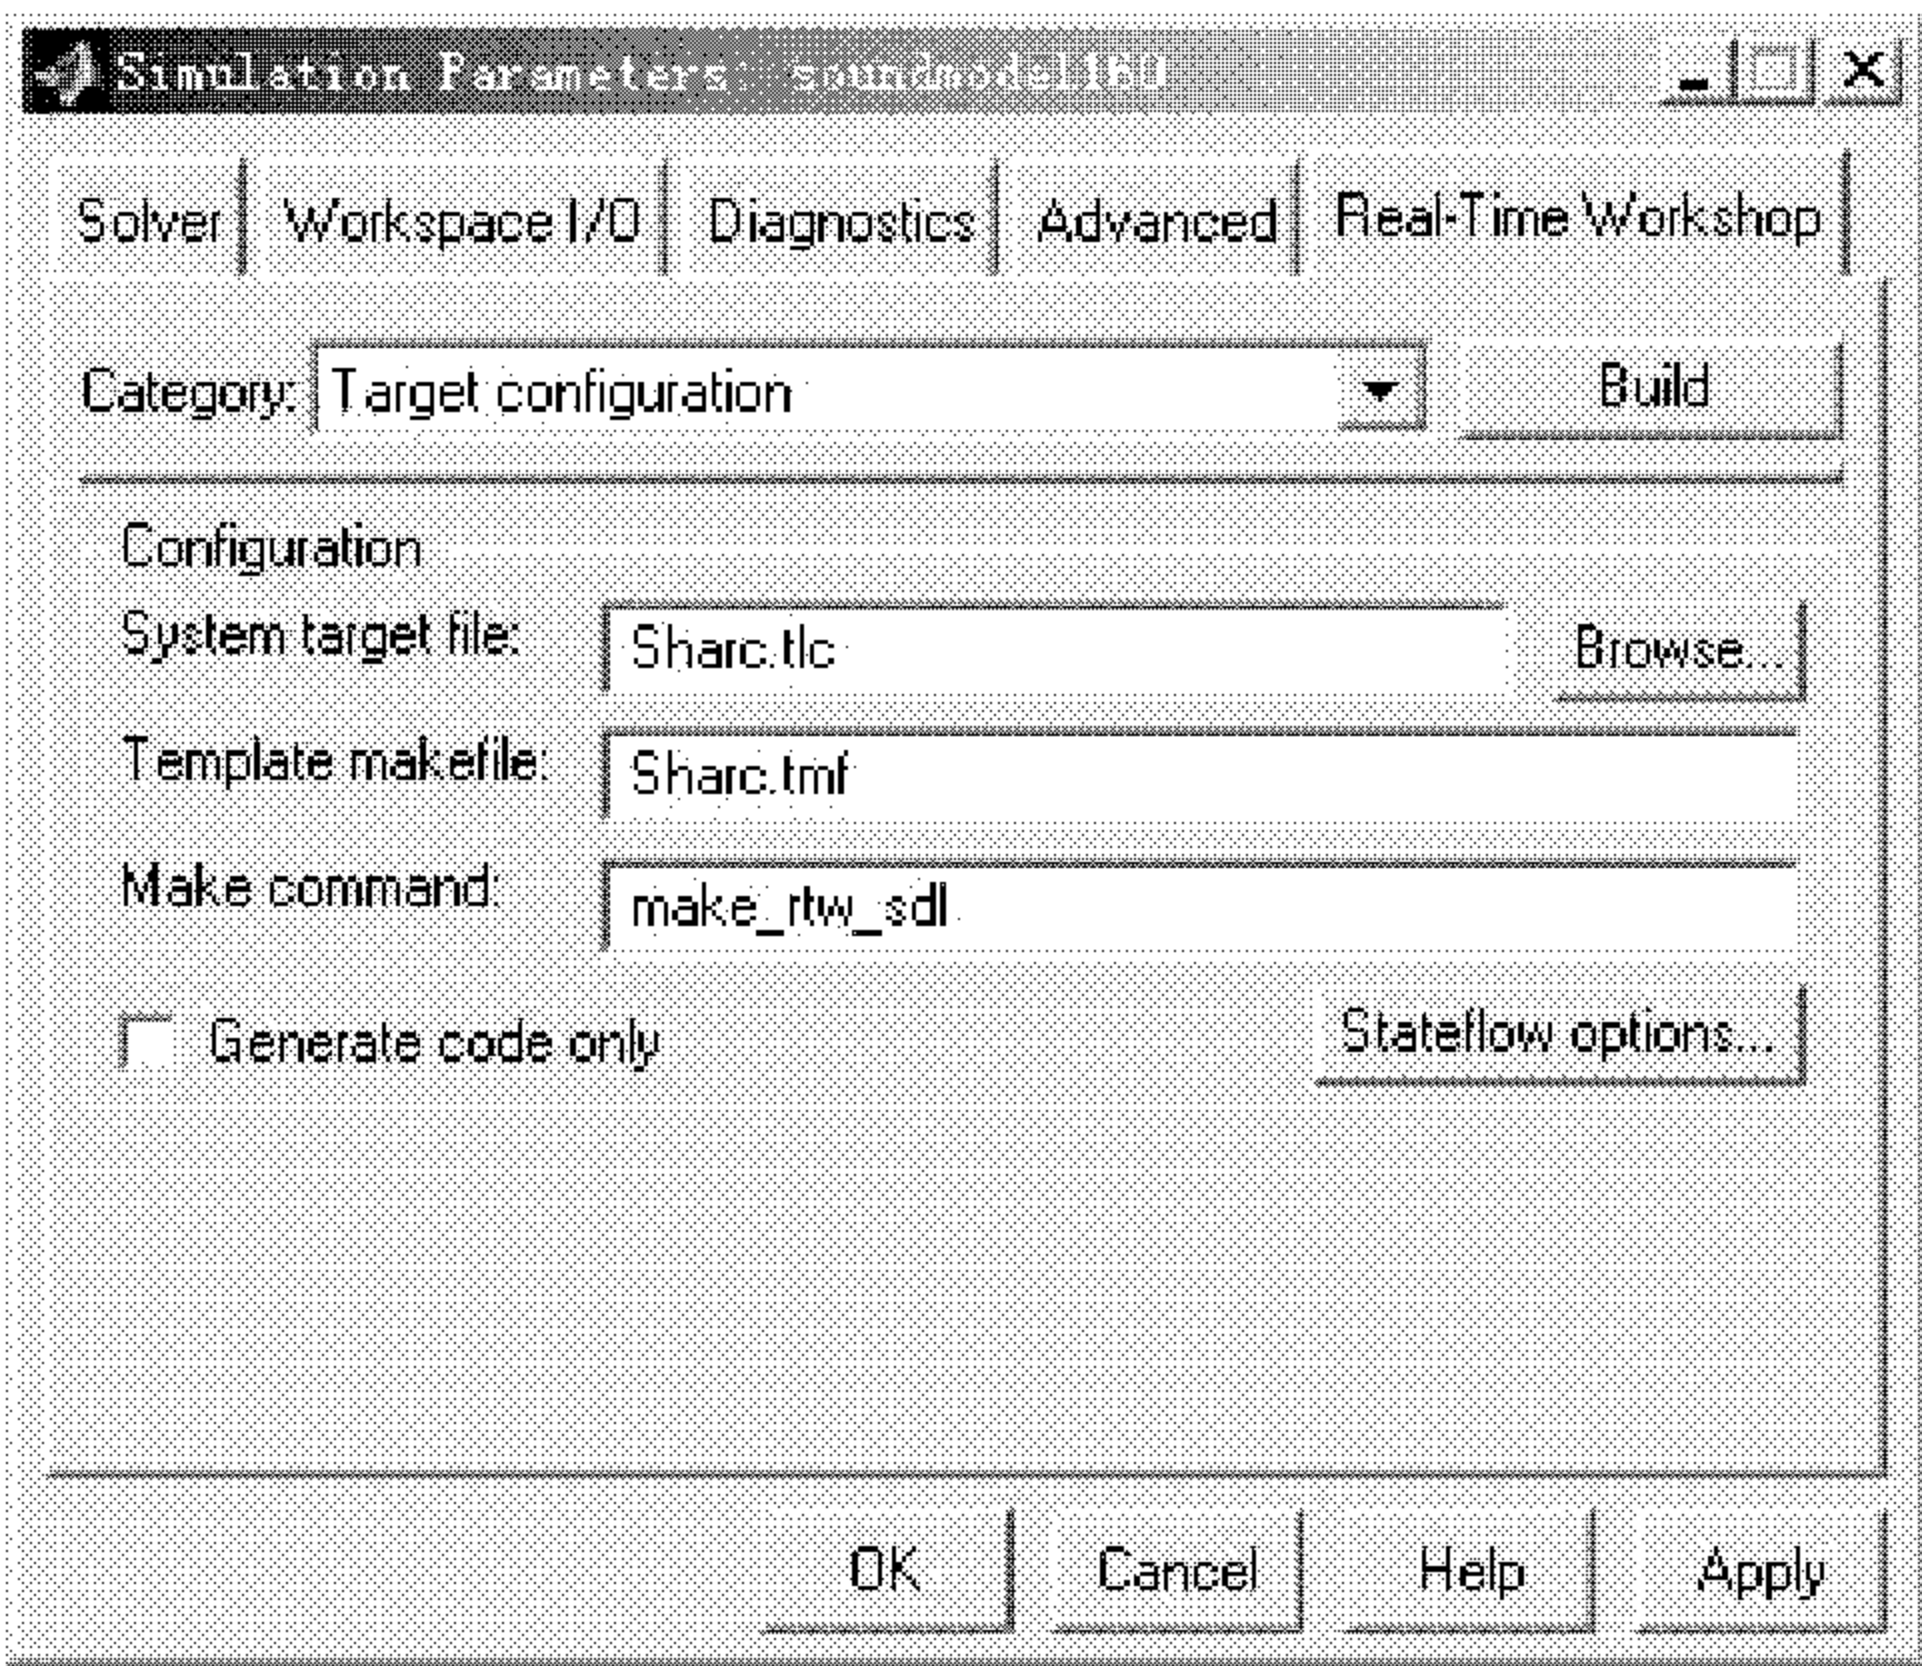 Simulation Parameters: soundmodel160
Solver Workspace I/O Diagnostics Advanced Real-Time Workshop
Category: Target configuration Build
Configuration
System target file: Sharc.tlc Browse...
Template makefile: Sharc.tmf
Make command: make_rtw_sdl
Generate code only Stateflow options...
OK Cancel Help Apply